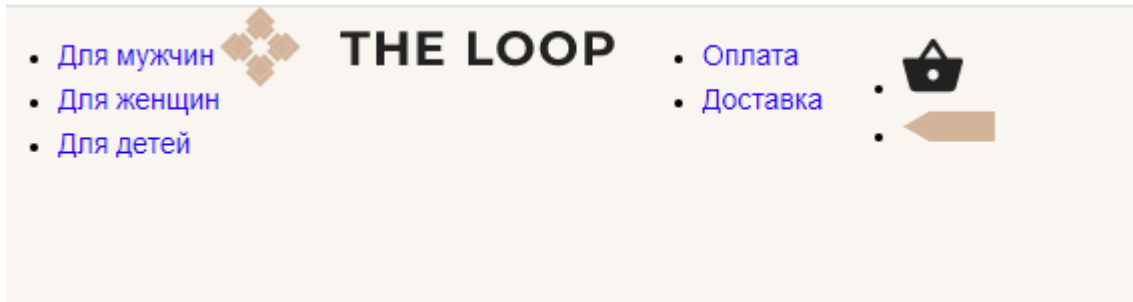 Для мужчин
Для женщин
Для детей
THE LOOP
Оплата
Доставка